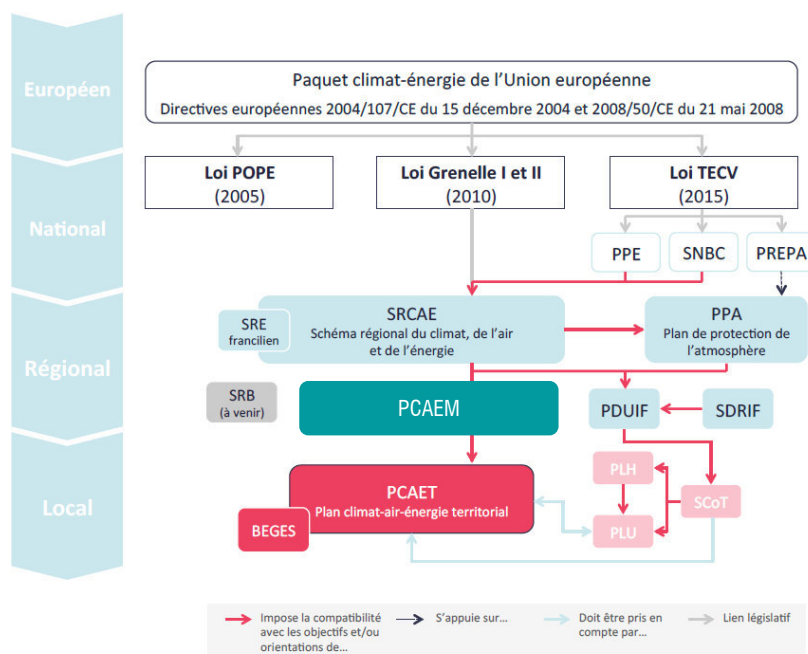 Européen
Paquet climat-énergie de l'Union européenne
Directives européennes 2004/107/CE du 15 décembre 2004 et 2008/50/CE du 21 mai 2008
National
Loi POPE
(2005)
Loi Grenelle I et II
(2010)
Loi TECV
(2015)
PPE
SNBC
PREPA
Régional
SRE
francilien
SRCAE
Schéma régional du climat, de l'air
et de l'énergie
PPA
Plan de protection de
l'atmosphère
SRB
(à venir)
PCAEM
PDUIF
SDRIF
Local
PCAET
Plan climat-air-énergie territorial
BEGES
PLH
SCoT
PLU
Impose la compatibilité
avec les objectifs et/ou
orientations de...
S'appuie sur...
Doit être pris en
compte par...
Lien législatif